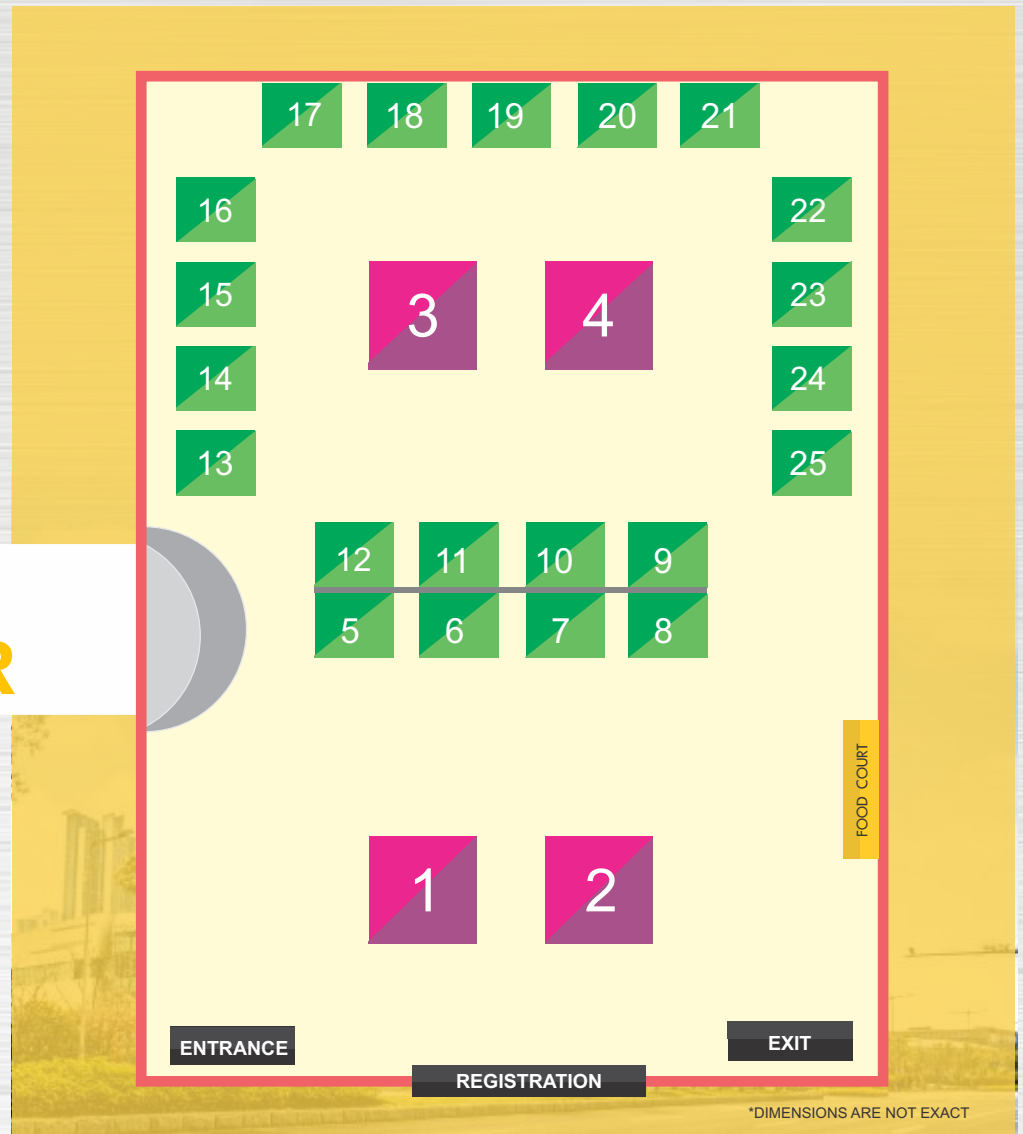 17 18 19 20 21
16 22
3 4
15 23
14 24
13 25
12 11 10 9
5 6 7 8
R
FOOD COURT
1 2
ENTRANCE
EXIT
REGISTRATION
*DIMENSIONS ARE NOT EXACT